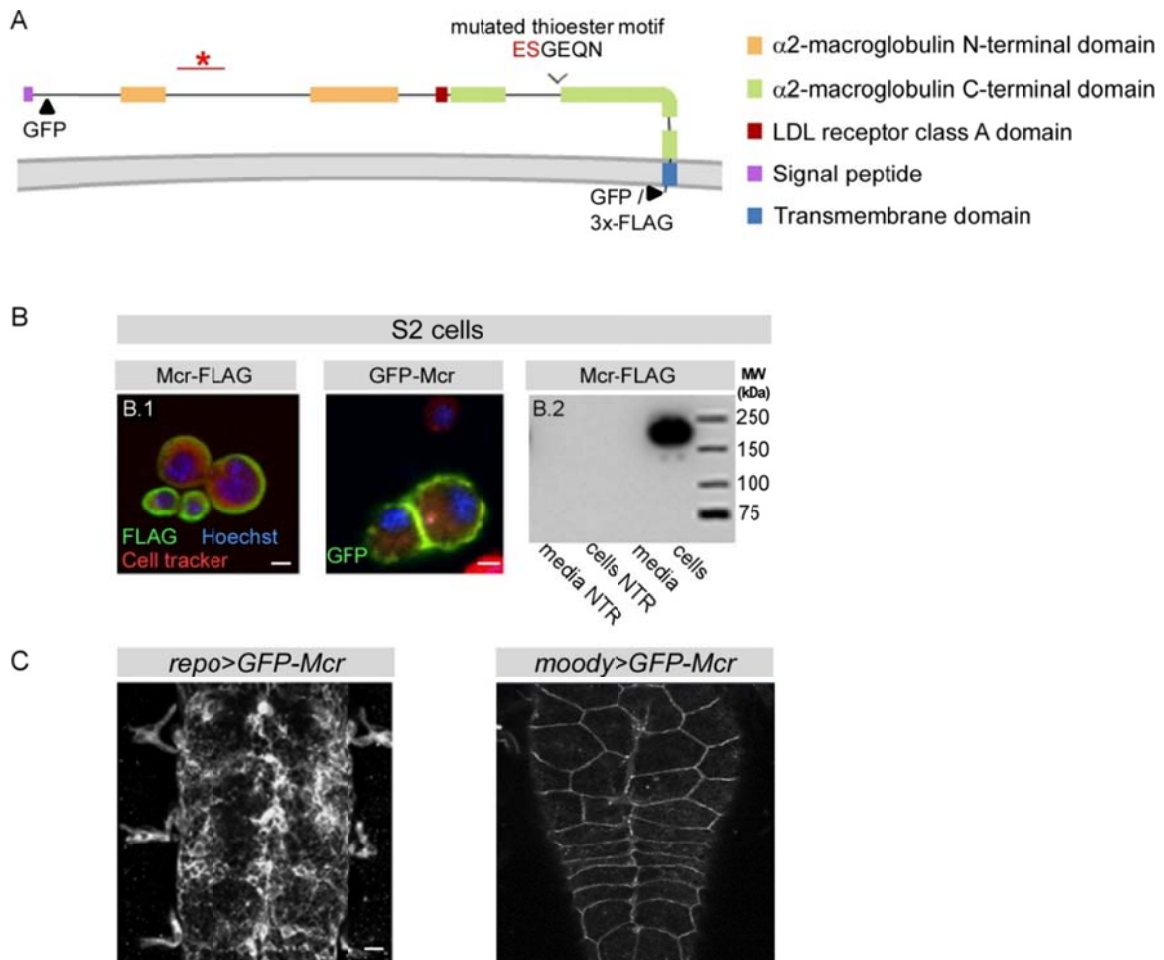 A
mutated thioester motif
ESGEQN
*
GFP
GFP /
3x-FLAG
α2-macroglobulin N-terminal domain
α2-macroglobulin C-terminal domain
LDL receptor class A domain
Signal peptide
Transmembrane domain
B
S2 cells
Mcr-FLAG
GFP-Mcr
Mcr-FLAG
MW
(kDa)
B.1
FLAG
Hoechst
Cell tracker
GFP
B.2
250
150
100
75
media NTR
cells NTR
media
cells
C
repo>GFP-Mcr
moody>GFP-Mcr